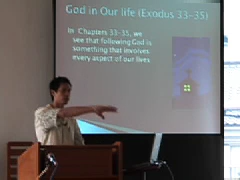 God in Our life (Exodus 33-35)
In Chapters 33-35, we
see that following God is
something that involves
every aspect of our lives